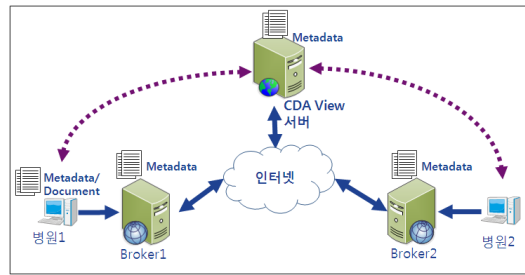 Metadata
CDA View
서버
Metadata/
Document
Metadata
인터넷
Metadata
병원1
Broker1
Broker2
병원2